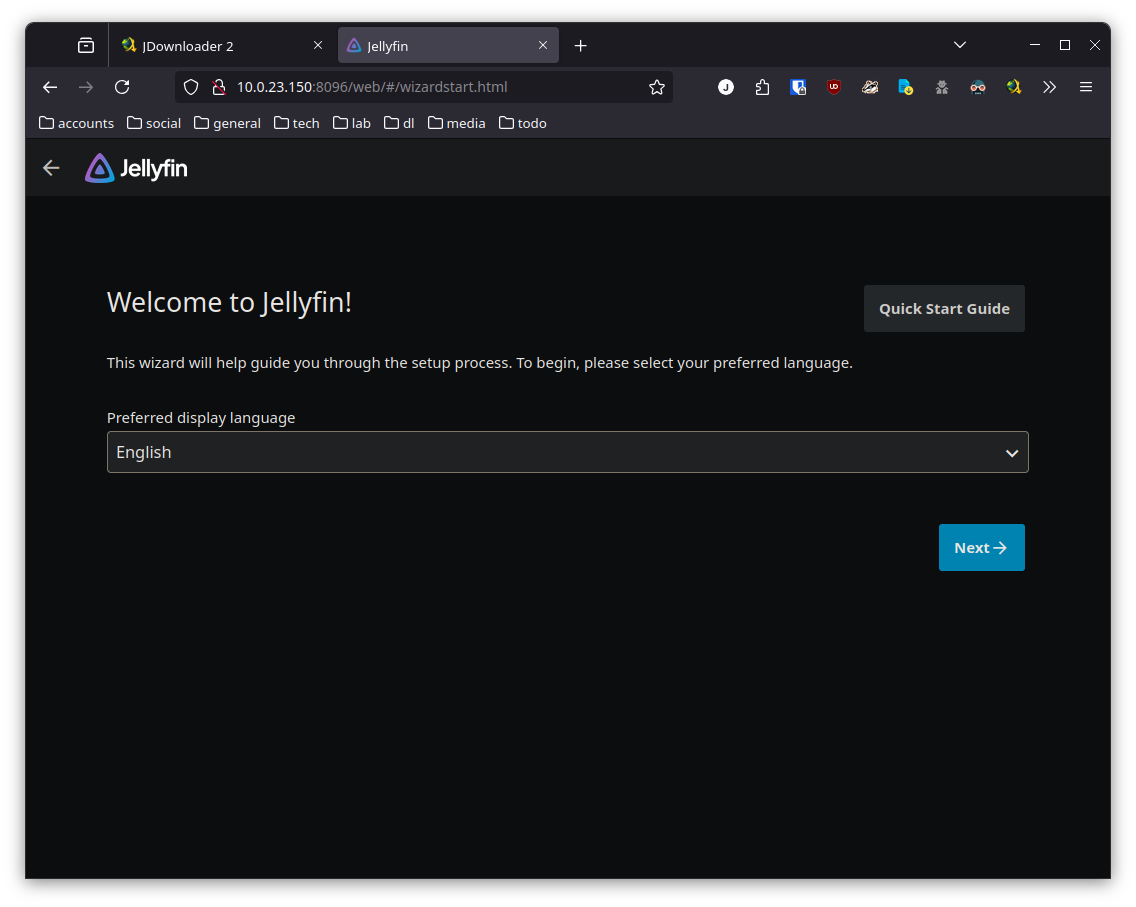 JDownloader 2
Jellyfin
10.0.23.150:8096/web/#/wizardstart.html
J
UD
accounts social general tech lab dl media todo
Jellyfin
Welcome to Jellyfin!
Quick Start Guide
This wizard will help guide you through the setup process. To begin, please select your preferred language.
Preferred display language
English
Next